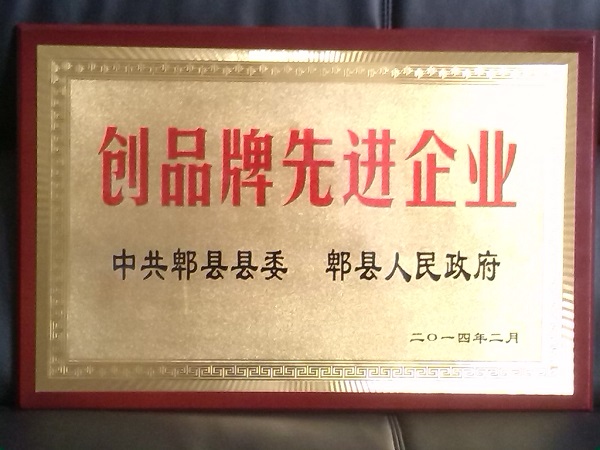 创品牌先进企业
中共郫县县委 郫县人民政府
二〇一四年二月